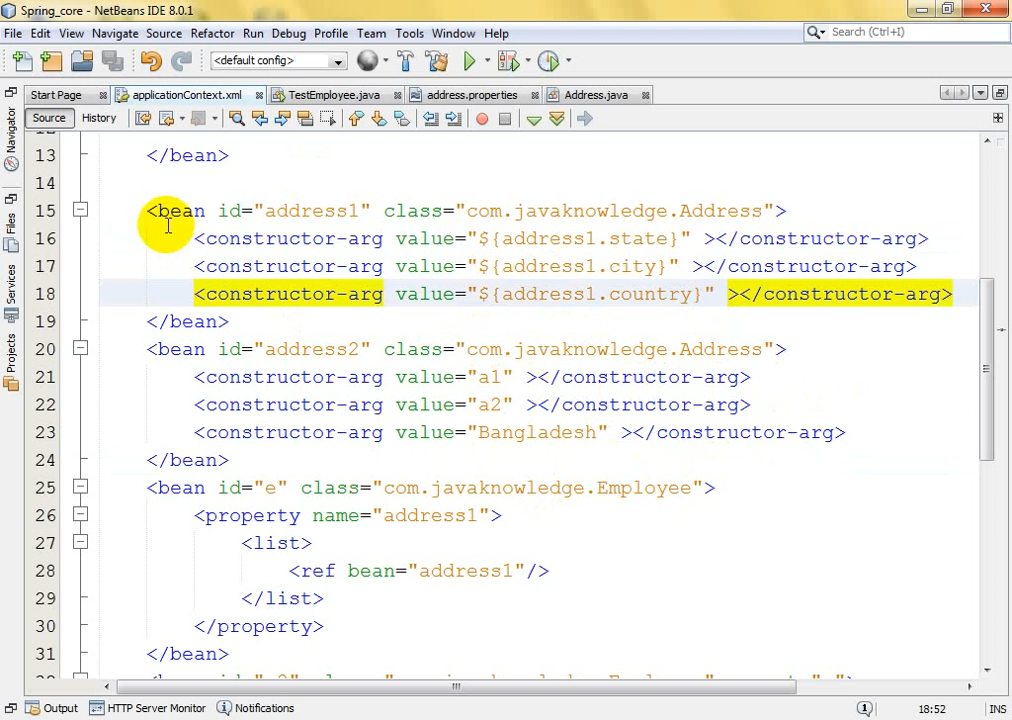 Spring_core - NetBeans IDE 8.0.1
File Edit View Navigate Source Refactor Run Debug Profile Team Tools Window Help
Search (Ctrl+I)
<default config>
Start Page applicationContext.xml TestEmployee.java address.properties Address.java
Source History
Navigator
Files
Services
Projects
13 </bean>
14
15 <bean id="address1" class="com.javaknowledge.Address">
16 <constructor-arg value="${address1.state}" ></constructor-arg>
17 <constructor-arg value="${address1.city}" ></constructor-arg>
18 <constructor-arg value="${address1.country}" ></constructor-arg>
19 </bean>
20 <bean id="address2" class="com.javaknowledge.Address">
21 <constructor-arg value="a1" ></constructor-arg>
22 <constructor-arg value="a2" ></constructor-arg>
23 <constructor-arg value="Bangladesh" ></constructor-arg>
24 </bean>
25 <bean id="e" class="com.javaknowledge.Employee">
26 <property name="address1">
27 <list>
28 <ref bean="address1"/>
29 </list>
30 </property>
31 </bean>
Output HTTP Server Monitor Notifications
1 18:52 INS